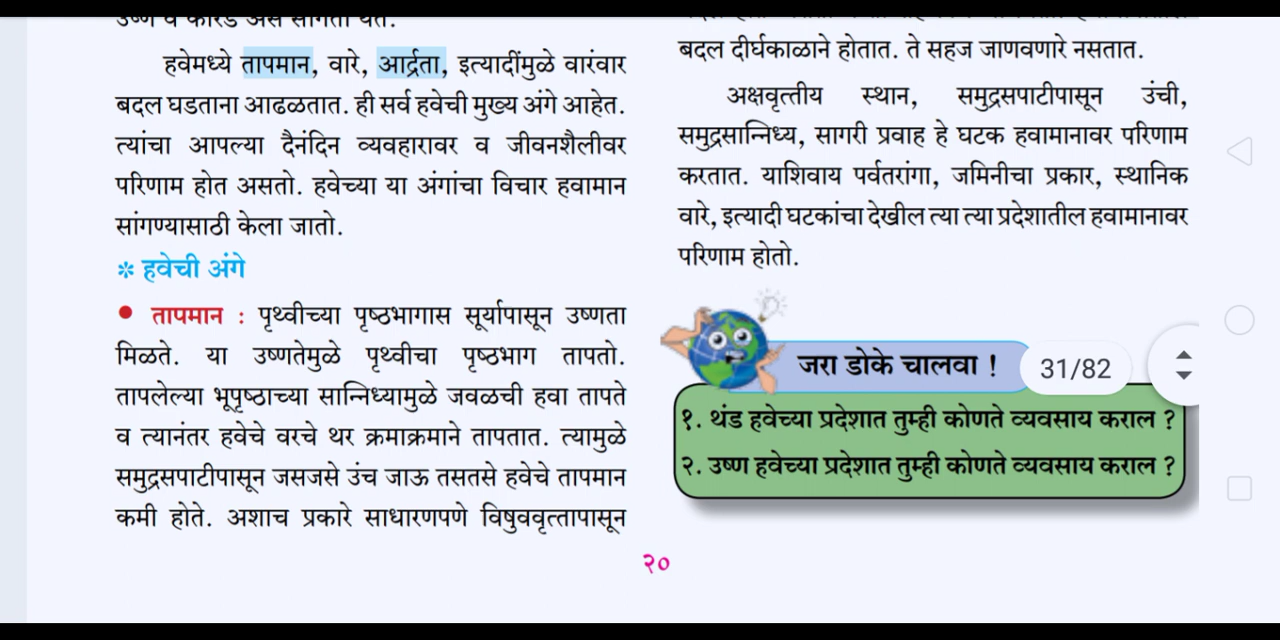 उष्ण व कोरडे असे सांगता येते.
हवेमध्ये तापमान, वारे, आर्द्रता, इत्यादींमुळे वारंवार
बदल घडताना आढळतात. ही सर्व हवेची मुख्य अंगे आहेत.
त्यांचा आपल्या दैनंदिन व्यवहारावर व जीवनशैलीवर
परिणाम होत असतो. हवेच्या या अंगांचा विचार हवामान
सांगण्यासाठी केला जातो.
* हवेची अंगे
● तापमान : पृथ्वीच्या पृष्ठभागास सूर्यापासून उष्णता
मिळते. या उष्णतेमुळे पृथ्वीचा पृष्ठभाग तापतो.
तापलेल्या भूपृष्ठाच्या सान्निध्यामुळे जवळची हवा तापते
व त्यानंतर हवेचे वरचे थर क्रमाक्रमाने तापतात. त्यामुळे
समुद्रसपाटीपासून जसजसे उंच जाऊ तसतसे हवेचे तापमान
कमी होते. अशाच प्रकारे साधारणपणे विषुववृत्तापासून
बदल दीर्घकाळाने होतात. ते सहज जाणवणारे नसतात.
अक्षवृत्तीय स्थान, समुद्रसपाटीपासून उंची,
समुद्रसान्निध्य, सागरी प्रवाह हे घटक हवामानावर परिणाम
करतात. याशिवाय पर्वतरांगा, जमिनीचा प्रकार, स्थानिक
वारे, इत्यादी घटकांचा देखील त्या त्या प्रदेशातील हवामानावर
परिणाम होतो.
जरा डोके चालवा !
31/82
१. थंड हवेच्या प्रदेशात तुम्ही कोणते व्यवसाय कराल ?
२. उष्ण हवेच्या प्रदेशात तुम्ही कोणते व्यवसाय कराल ?
२०